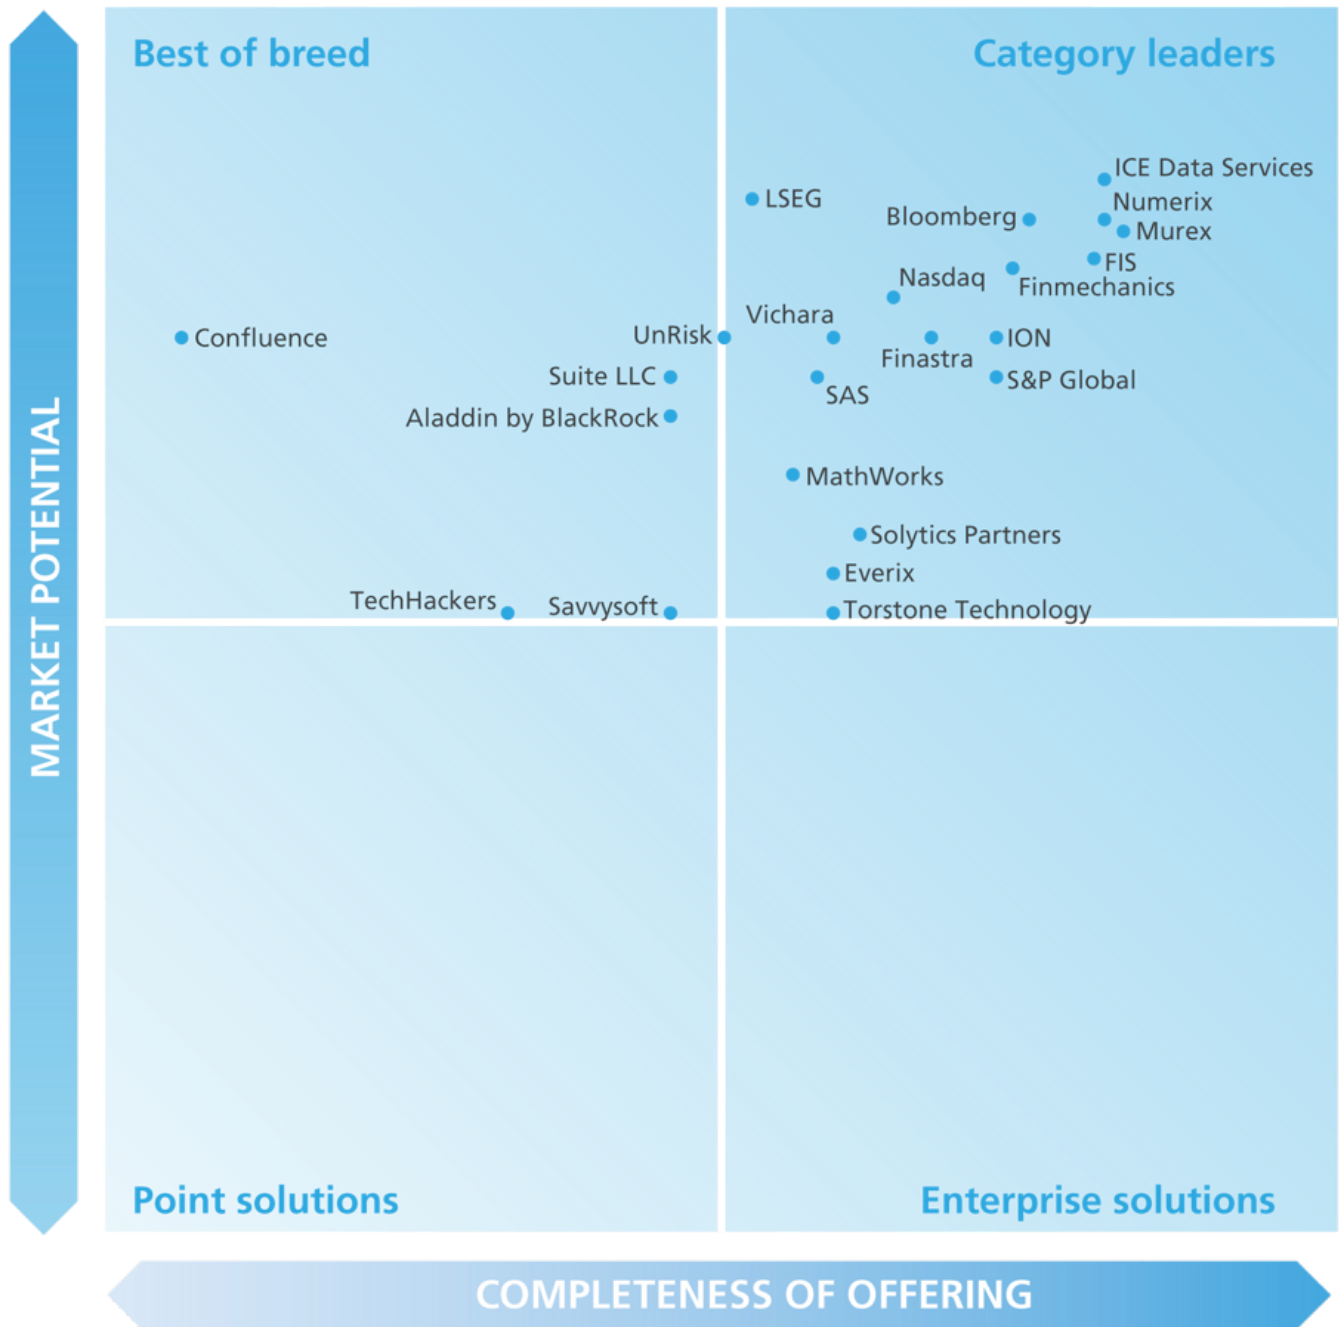 Best of breed
Category leaders
ICE Data Services
LSEG
Numerix
Bloomberg
Murex
FIS
Nasdaq
Finmechanics
Vichara
Confluence
UnRisk
ION
Finastra
Suite LLC
S&P Global
SAS
Aladdin by BlackRock
MathWorks
Solytics Partners
Everix
TechHackers
Savvysoft
Torstone Technology
MARKET POTENTIAL
Point solutions
Enterprise solutions
COMPLETENESS OF OFFERING